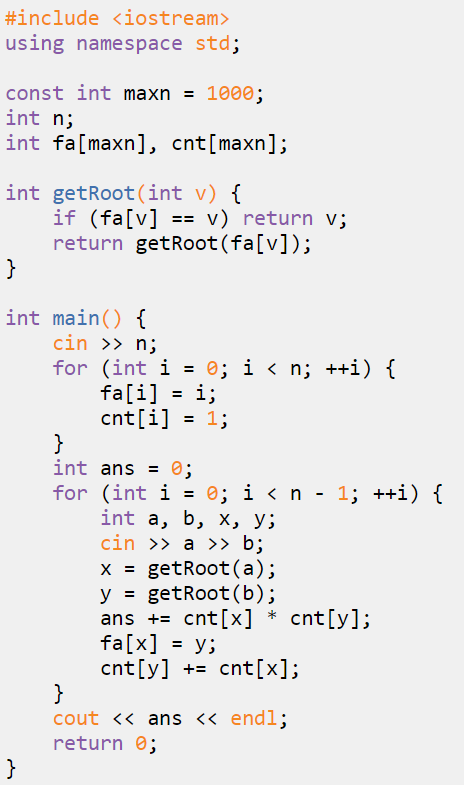 #include <iostream>
using namespace std;

const int maxn = 1000;
int n;
int fa[maxn], cnt[maxn];

int getRoot(int v) {
    if (fa[v] == v) return v;
    return getRoot(fa[v]);
}

int main() {
    cin >> n;
    for (int i = 0; i < n; ++i) {
        fa[i] = i;
        cnt[i] = 1;
    }
    int ans = 0;
    for (int i = 0; i < n - 1; ++i) {
        int a, b, x, y;
        cin >> a >> b;
        x = getRoot(a);
        y = getRoot(b);
        ans += cnt[x] * cnt[y];
        fa[x] = y;
        cnt[y] += cnt[x];
    }
    cout << ans << endl;
    return 0;
}